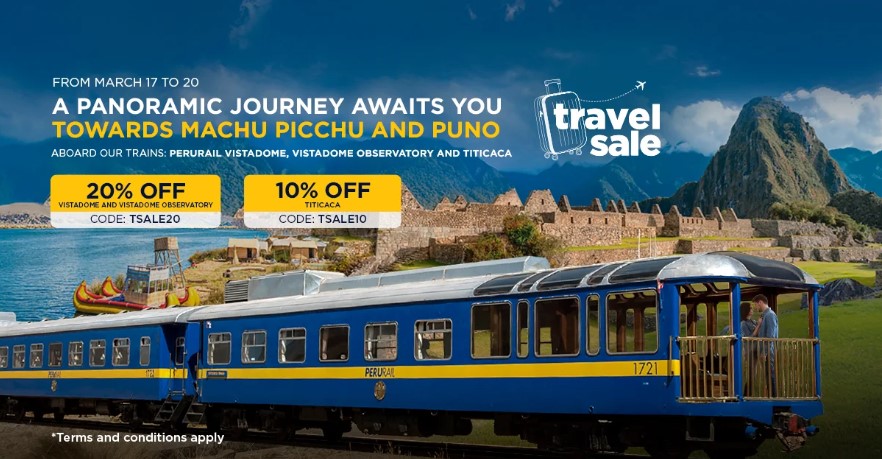 FROM MARCH 17 TO 20
A PANORAMIC JOURNEY AWAITS YOU
TOWARDS MACHU PICCHU AND PUNO
ABOARD OUR TRAINS: PERURAIL VISTADOME, VISTADOME OBSERVATORY AND TITICACA
travel
sale
20% OFF
VISTADOME AND VISTADOME OBSERVATORY
CODE: TSALE20
10% OFF
TITICACA
CODE: TSALE10
1721
PERURAIL
*Terms and conditions apply